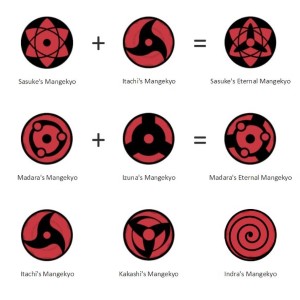 + =
Sasuke's Mangekyo Itachi's Mangekyo Sasuke's Eternal Mangekyo
+ =
Madara's Mangekyo Izuna's Mangekyo Madara's Eternal Mangekyo
Itachi's Mangekyo Kakashi's Mangekyo Indra's Mangekyo